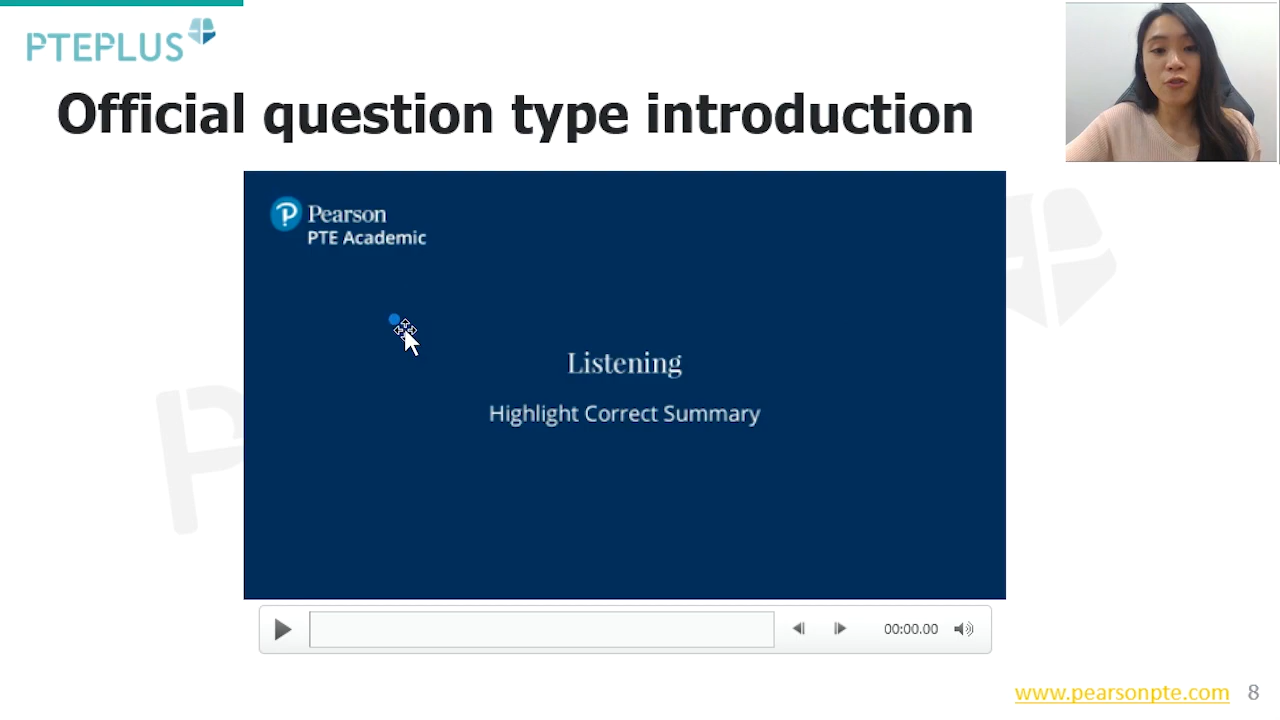 PTEPLUS
Official question type introduction
Pearson
PTE Academic
Listening
Highlight Correct Summary
00:00.00
www.pearsonpte.com 8